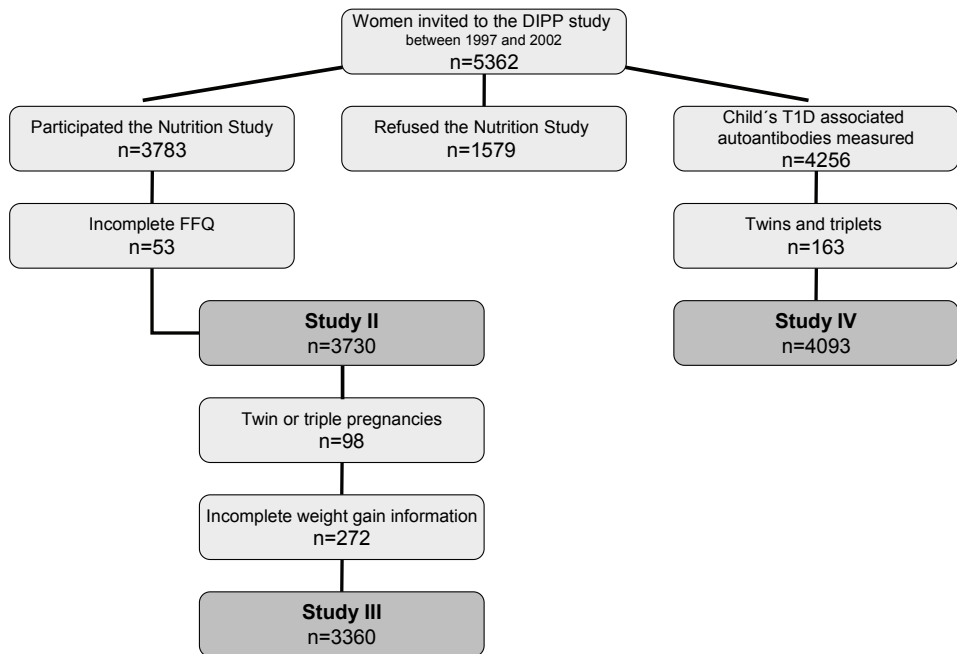 Women invited to the DIPP study
between 1997 and 2002
n=5362
Participated the Nutrition Study
n=3783
Refused the Nutrition Study
n=1579
Child´s T1D associated
autoantibodies measured
n=4256
Incomplete FFQ
n=53
Twins and triplets
n=163
Study II
n=3730
Study IV
n=4093
Twin or triple pregnancies
n=98
Incomplete weight gain information
n=272
Study III
n=3360